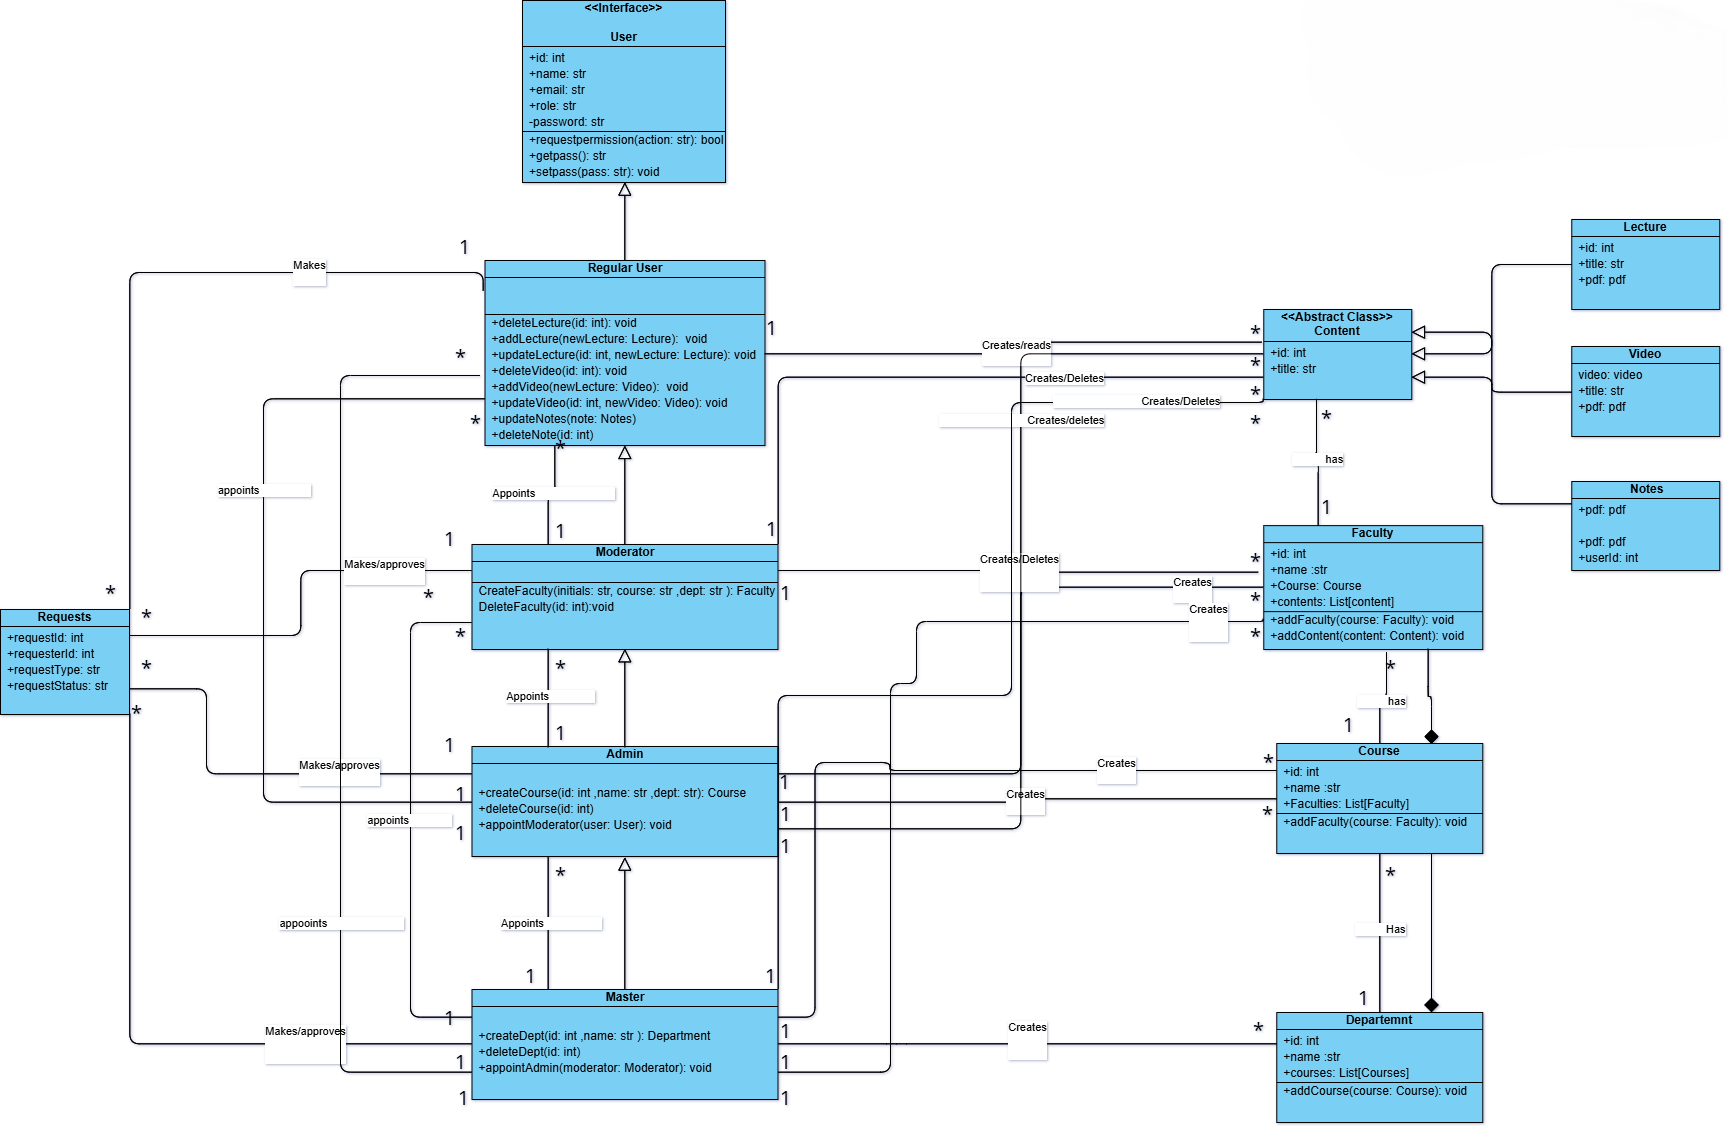 <<Interface>>
User
+id: int
+name: str
+email: str
+role: str
-password: str
+requestpermission(action: str): bool
+getpass(): str
+setpass(pass: str): void
1
Makes
Regular User
+deleteLecture(id: int): void
+addLecture(newLecture: Lecture):  void
+updateLecture(id: int, newLecture: Lecture): void
+deleteVideo(id: int): void
+addVideo(newLecture: Video):  void
+updateVideo(id: int, newVideo: Video): void
+updateNotes(note: Notes)
+deleteNote(id: int)
*
*
*
1
Creates/reads
*
Creates/Deletes
*
Creates/Deletes
*
Creates/deletes
*
<<Abstract Class>>
Content
+id: int
+title: str
Lecture
+id: int
+title: str
+pdf: pdf
Video
video: video
+title: str
+pdf: pdf
Notes
+pdf: pdf
+pdf: pdf
+userId: int
*
has
1
appoints
Appoints
1
1
1
Makes/approves
*
*
Moderator
CreateFaculty(initials: str, course: str ,dept: str ): Faculty
DeleteFaculty(id: int):void
1
Creates/Deletes
*
Creates
*
Creates
*
Faculty
+id: int
+name :str
+Course: Course
+contents: List[content]
+addFaculty(course: Faculty): void
+addContent(content: Content): void
*
*
*
*
Requests
+requestId: int
+requesterId: int
+requestType: str
+requestStatus: str
*
Appoints
1
*
has
1
1
Makes/approves
1
1
appoints
Admin
+createCourse(id: int ,name: str ,dept: str): Course
+deleteCourse(id: int)
+appointModerator(user: User): void
1
1
1
Creates
*
Creates
*
Course
+id: int
+name :str
+Faculties: List[Faculty]
+addFaculty(course: Faculty): void
*
Appoints
1
appooints
1
*
Has
1
Makes/approves
1
1
1
Master
+createDept(id: int ,name: str ): Department
+deleteDept(id: int)
+appointAdmin(moderator: Moderator): void
1
1
1
Creates
*
Departemnt
+id: int
+name :str
+courses: List[Courses]
+addCourse(course: Course): void